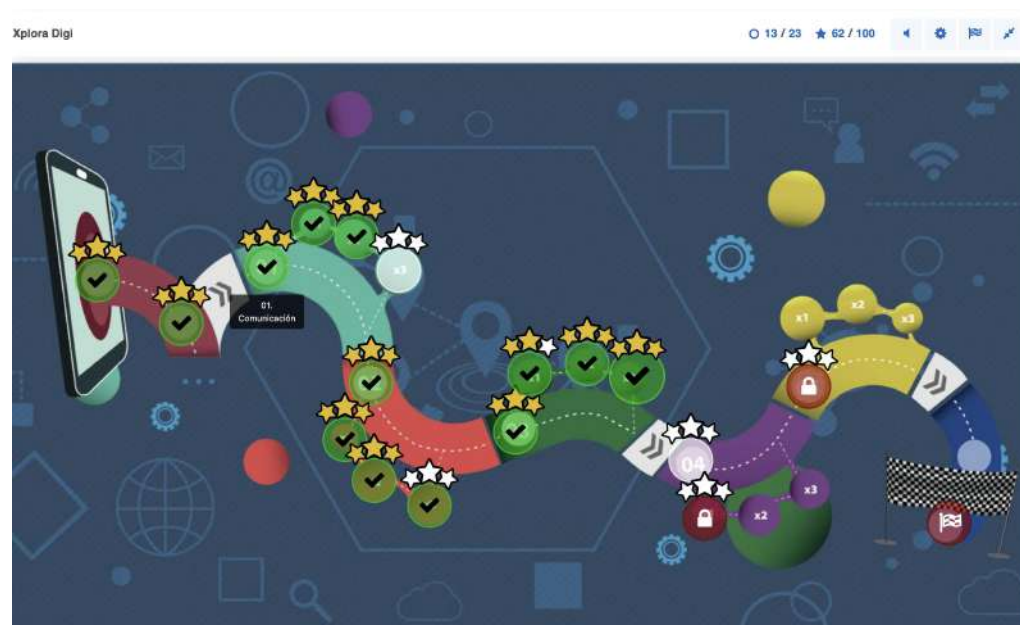 Xplora Digi
13 / 23
62 / 100
x3
01.
Comunicación
x1
x2
x3
04
x3
x2